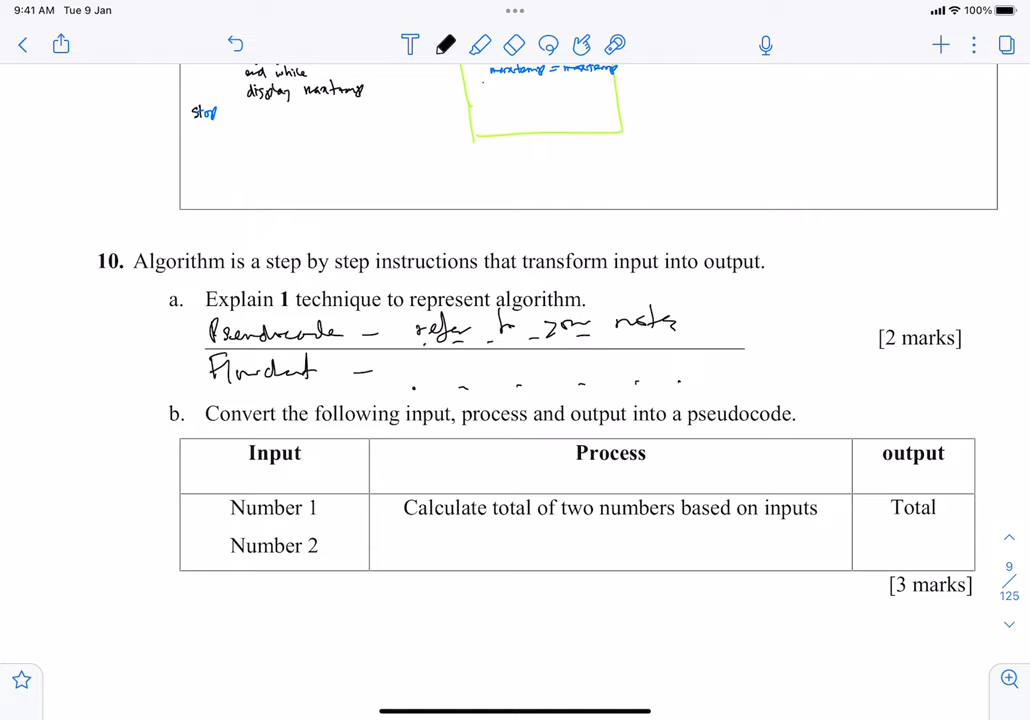 9:41 AM Tue 9 Jan 100%
end while maxtemp = maxtemp
display maxtemp
stop
10. Algorithm is a step by step instructions that transform input into output.
a. Explain 1 technique to represent algorithm.
Pseudocode - refer to your notes
[2 marks]
Flowchart -
b. Convert the following input, process and output into a pseudocode.
Input Process output
Number 1 Calculate total of two numbers based on inputs Total
Number 2
[3 marks]
9
125